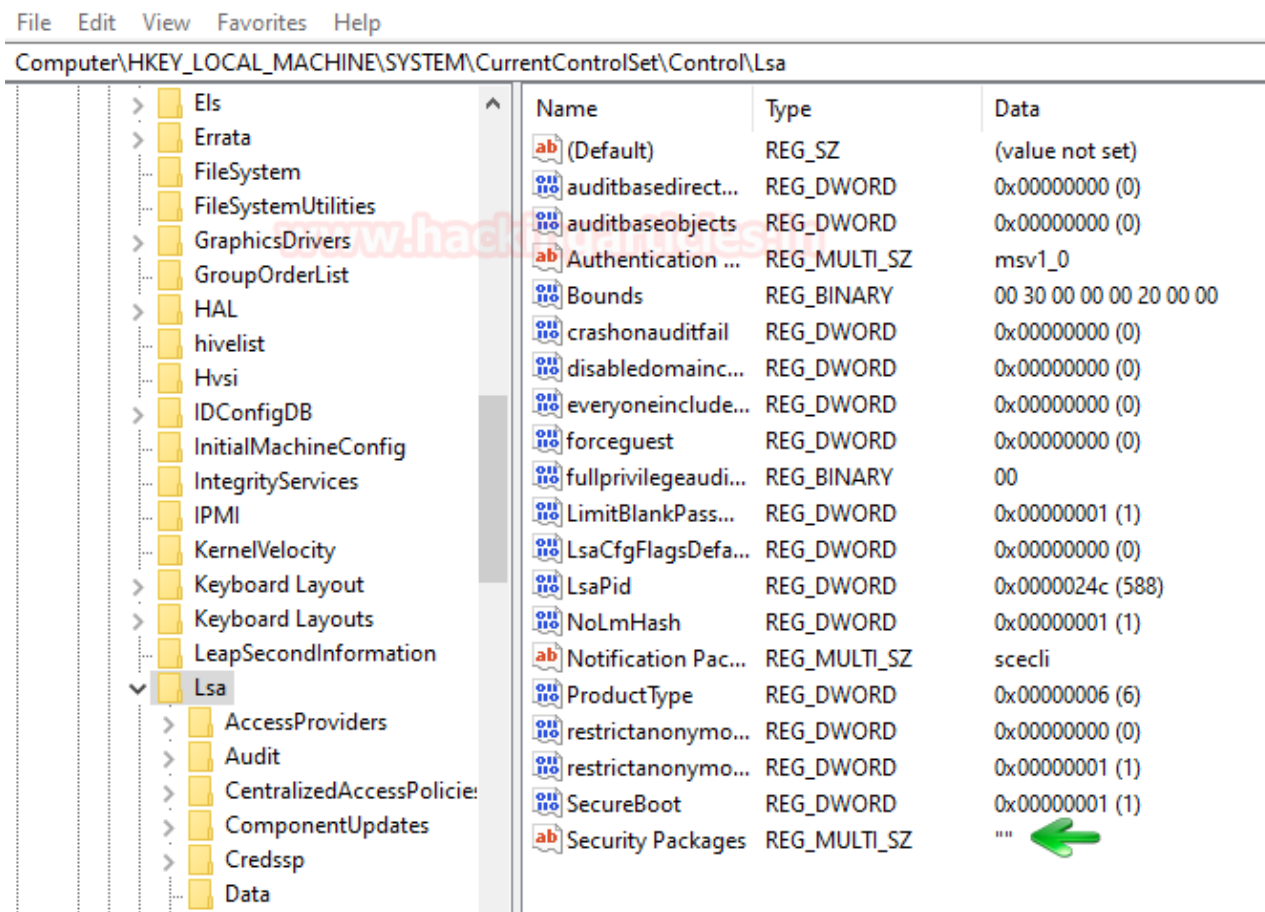 File Edit View Favorites Help
Computer\HKEY_LOCAL_MACHINE\SYSTEM\CurrentControlSet\Control\Lsa
Els
Errata
FileSystem
FileSystemUtilities
GraphicsDrivers
GroupOrderList
HAL
hivelist
Hvsi
IDConfigDB
InitialMachineConfig
IntegrityServices
IPMI
KernelVelocity
Keyboard Layout
Keyboard Layouts
LeapSecondInformation
Lsa
AccessProviders
Audit
CentralizedAccessPolicies
ComponentUpdates
Credssp
Data
Name Type Data
(Default) REG_SZ (value not set)
auditbasedirect... REG_DWORD 0x00000000 (0)
auditbaseobjects REG_DWORD 0x00000000 (0)
Authentication ... REG_MULTI_SZ msv1_0
Bounds REG_BINARY 00 30 00 00 00 20 00 00
crashonauditfail REG_DWORD 0x00000000 (0)
disabledomainc... REG_DWORD 0x00000000 (0)
everyoneinclude... REG_DWORD 0x00000000 (0)
forceguest REG_DWORD 0x00000000 (0)
fullprivilegeaudi... REG_BINARY 00
LimitBlankPass... REG_DWORD 0x00000001 (1)
LsaCfgFlagsDefa... REG_DWORD 0x00000000 (0)
LsaPid REG_DWORD 0x0000024c (588)
NoLmHash REG_DWORD 0x00000001 (1)
Notification Pac... REG_MULTI_SZ scecli
ProductType REG_DWORD 0x00000006 (6)
restrictanonymo... REG_DWORD 0x00000000 (0)
restrictanonymo... REG_DWORD 0x00000001 (1)
SecureBoot REG_DWORD 0x00000001 (1)
Security Packages REG_MULTI_SZ ""
www.hackingarticles.in